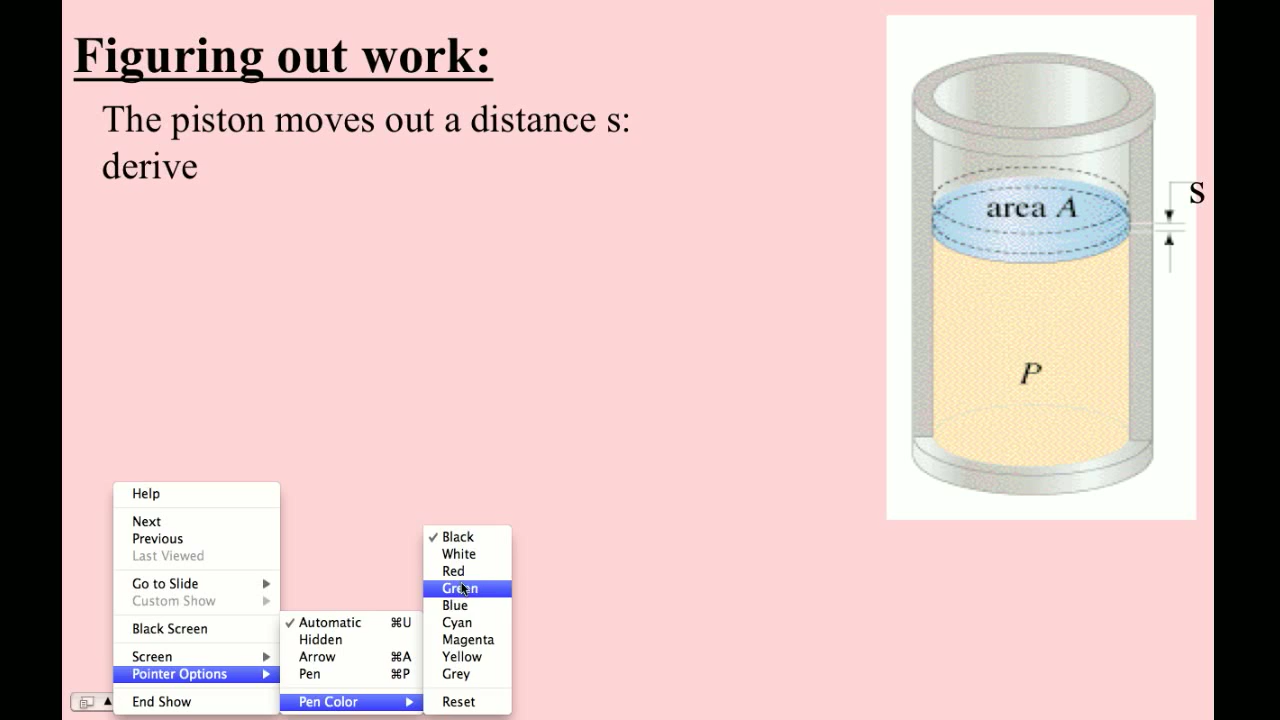 Figuring out work:
The piston moves out a distance s:
derive
area A
s
P
Help
Next
Previous
Last Viewed
Go to Slide
Custom Show
Black Screen
Screen
Pointer Options
End Show
Automatic ⌘U
Hidden
Arrow ⌘A
Pen ⌘P
Pen Color
Black
White
Red
Green
Blue
Cyan
Magenta
Yellow
Grey
Reset